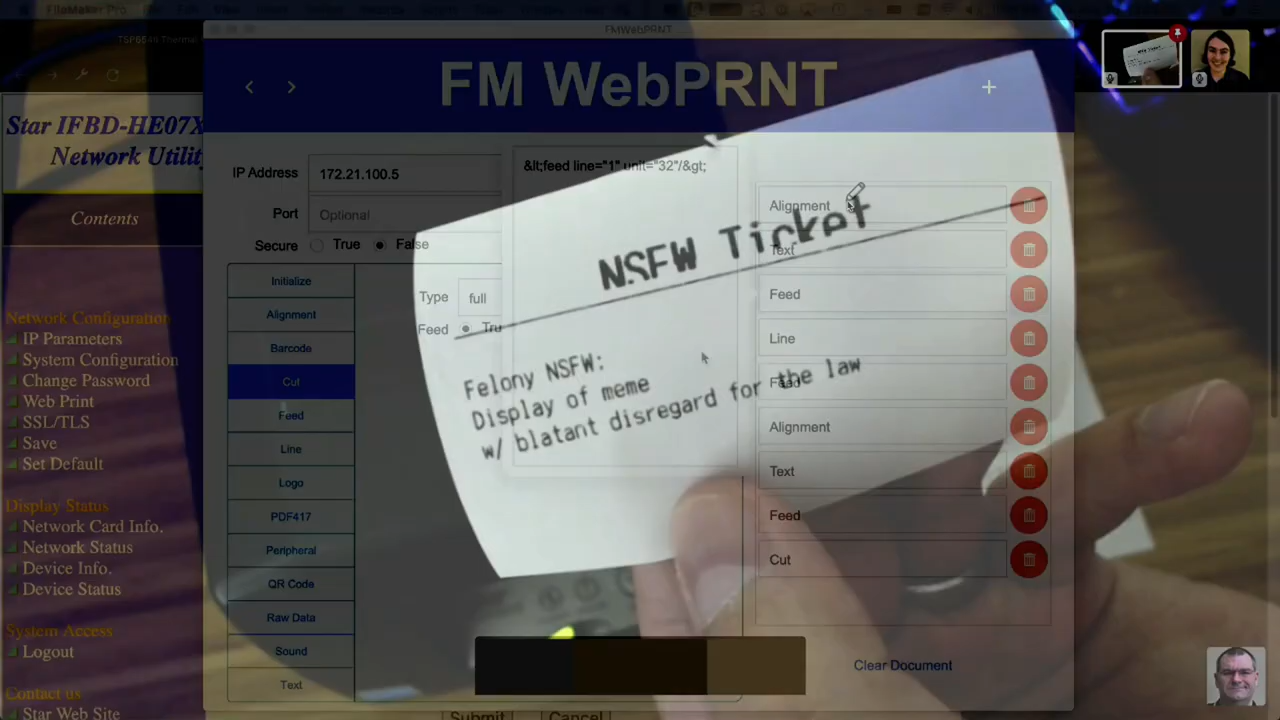 FileMaker Pro
FMWebPRNT
Star IFBD-HE07X
Network Utility
Contents
Network Configuration
IP Parameters
System Configuration
Change Password
Web Print
SSL/TLS
Save
Set Default
Display Status
Network Card Info.
Network Status
Device Info.
Device Status
System Access
Logout
Contact us
Star Web Site
FM WebPRNT
+
IP Address
172.21.100.5
Port
Optional
Secure
True
False
Initialize
Alignment
Barcode
Cut
Feed
Line
Logo
PDF417
Peripheral
QR Code
Raw Data
Sound
Text
Type
full
Feed
Tru
&lt;feed line="1" unit="32"/&gt;
Alignment
Text
Feed
Line
Feed
Alignment
Text
Feed
Cut
Clear Document
Submit
Cancel
NSFW Ticket
Felony NSFW:
Display of meme
w/ blatant disregard for the law